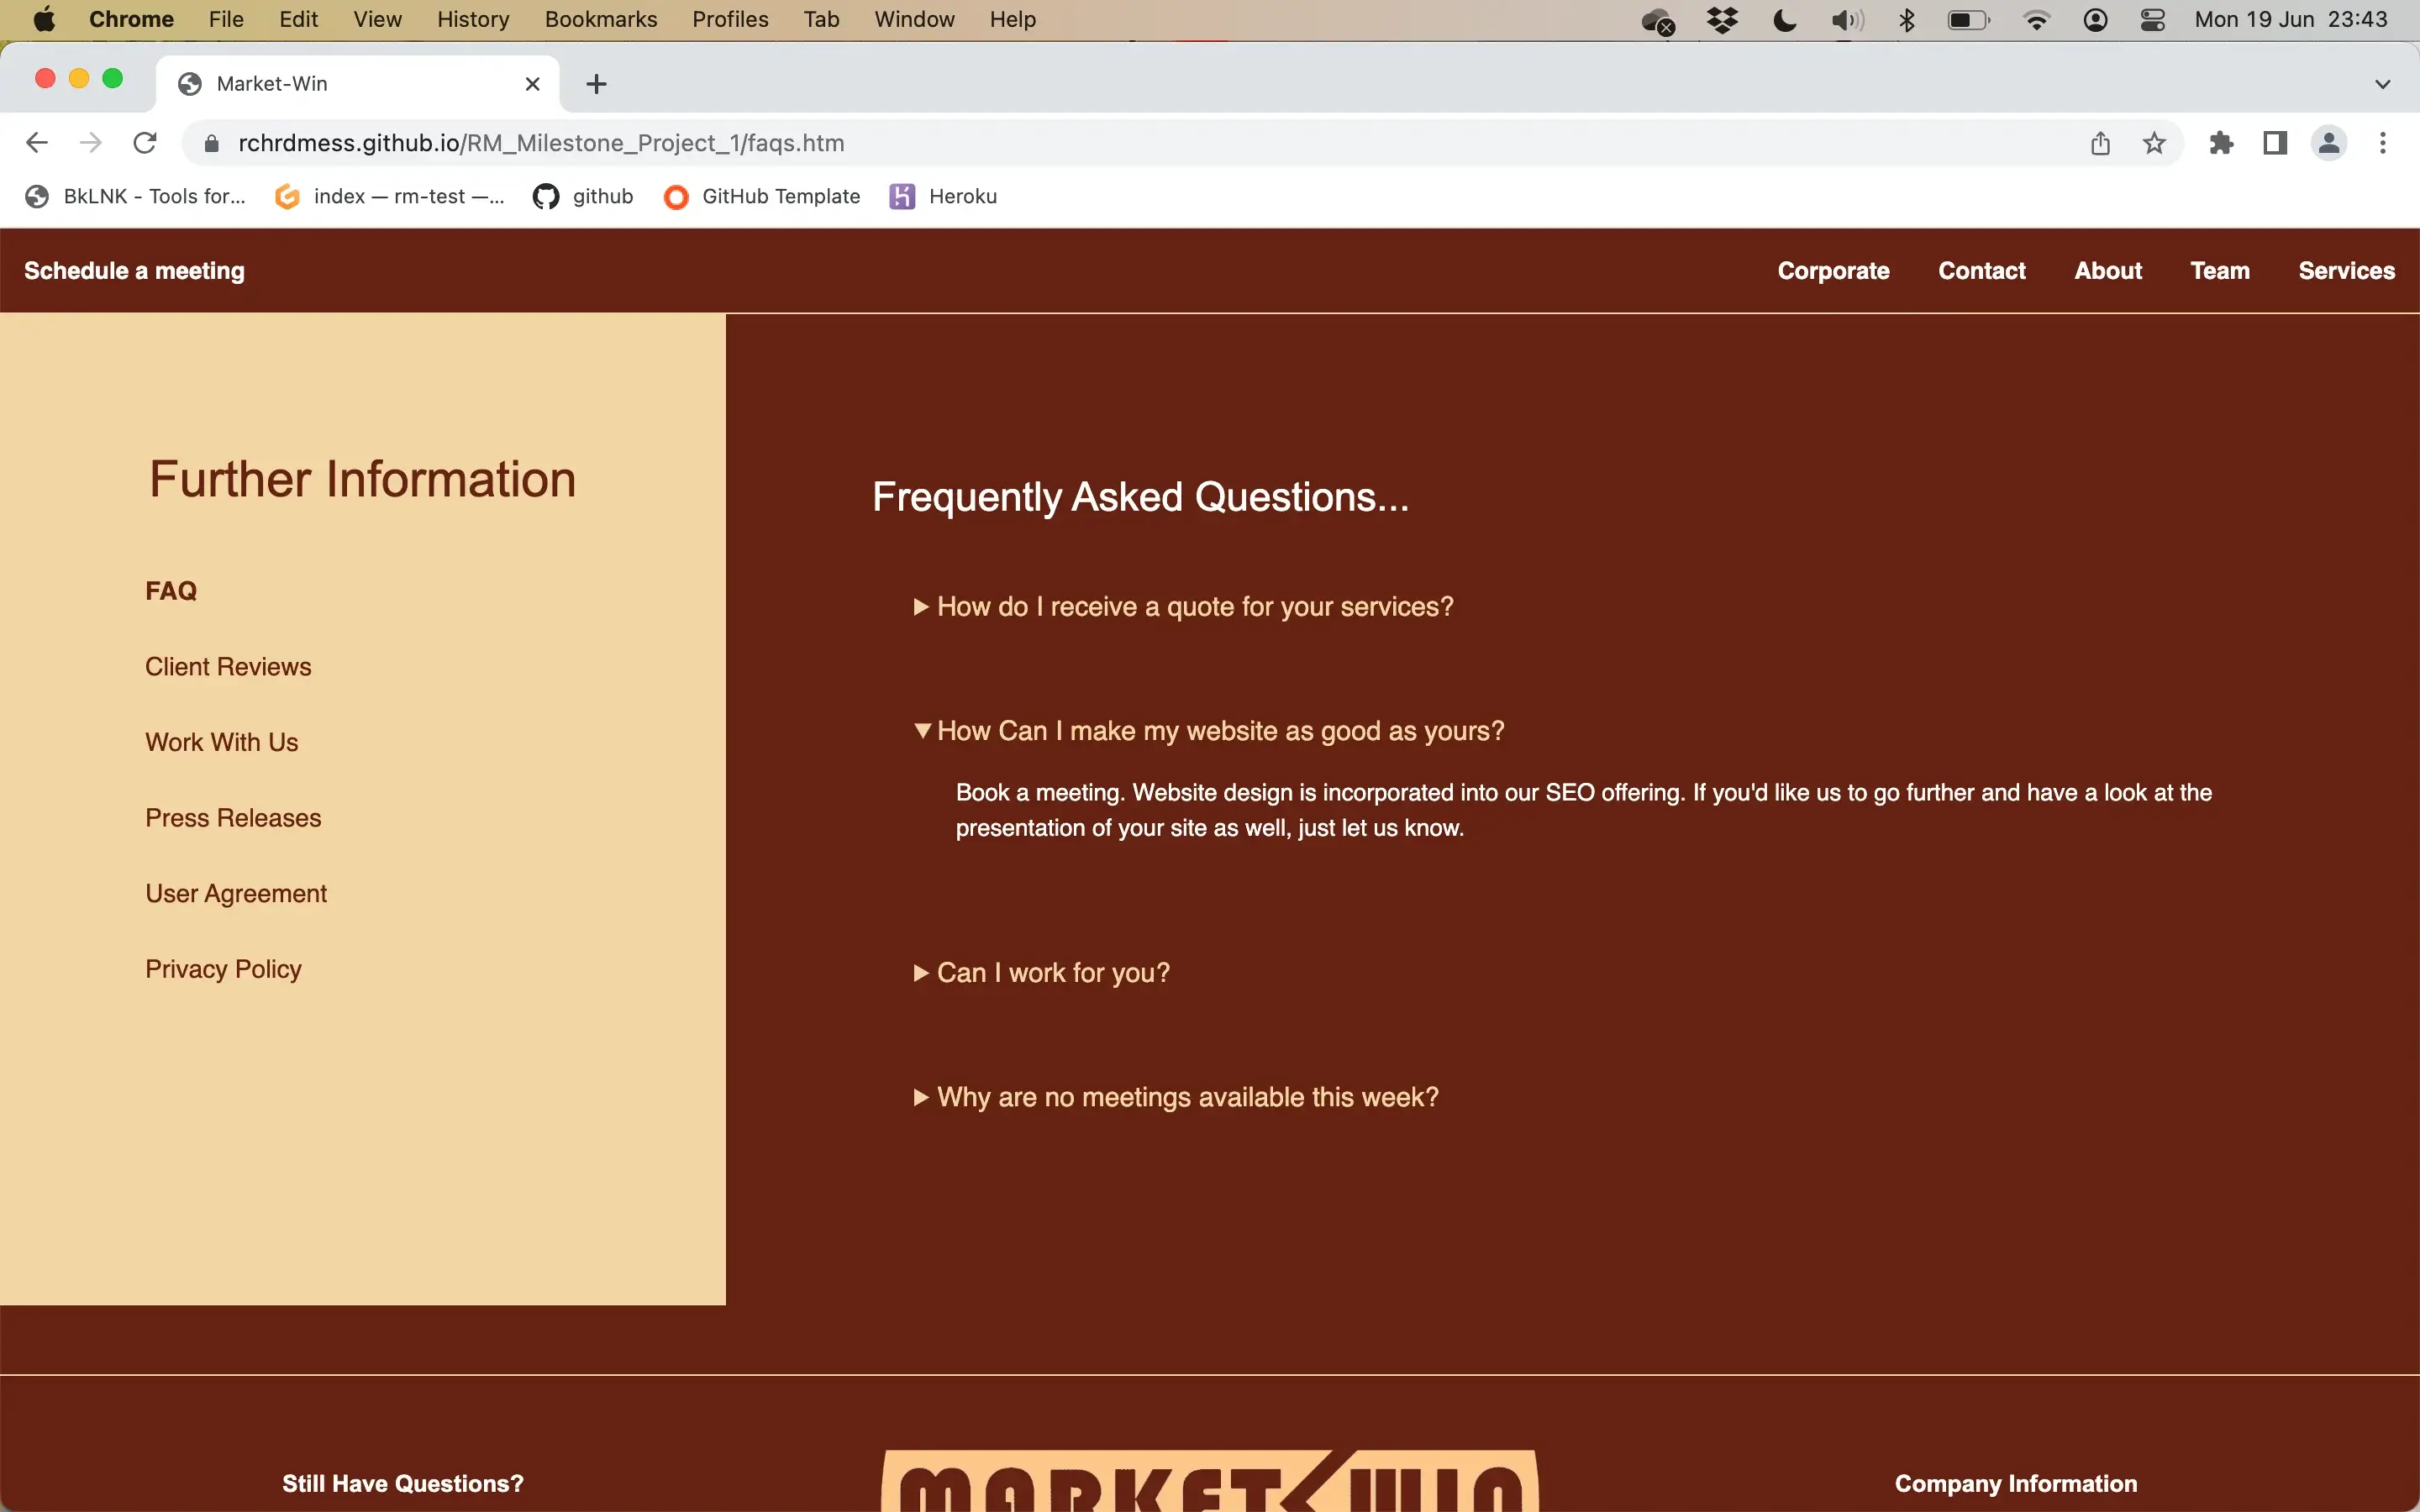 Chrome File Edit View History Bookmarks Profiles Tab Window Help Mon 19 Jun 23:43
Market-Win
rchrdmess.github.io/RM_Milestone_Project_1/faqs.htm
BkLNK - Tools for... index — rm-test —... github GitHub Template Heroku
Schedule a meeting Corporate Contact About Team Services
Further Information
FAQ
Client Reviews
Work With Us
Press Releases
User Agreement
Privacy Policy
Frequently Asked Questions...
How do I receive a quote for your services?
How Can I make my website as good as yours?
Book a meeting. Website design is incorporated into our SEO offering. If you'd like us to go further and have a look at the
presentation of your site as well, just let us know.
Can I work for you?
Why are no meetings available this week?
Still Have Questions?
MARKET WIN
Company Information